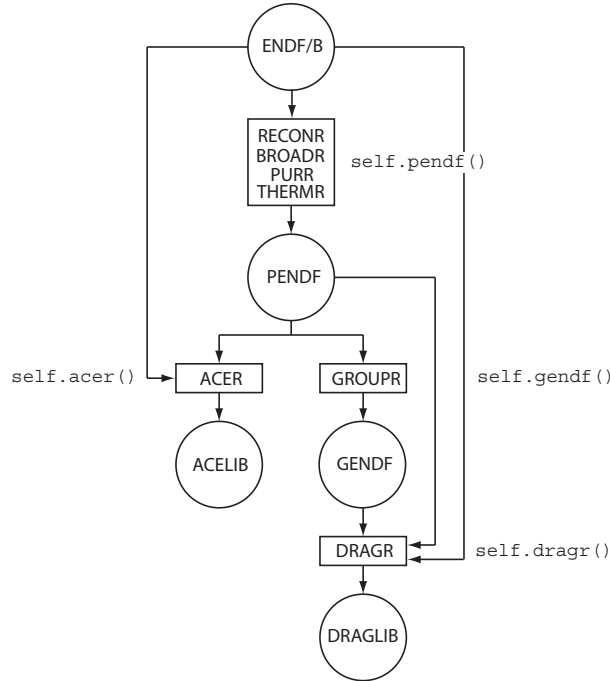 ENDF/B
RECONR
BROADR
PURR
THERMR
self.pendf()
PENDF
self.acer()
ACER
GROUPR
self.gendf()
ACELIB
GENDF
DRAGR
self.dragr()
DRAGLIB